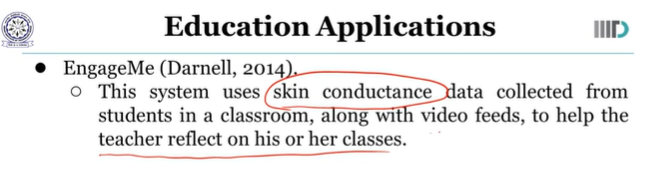 Education Applications
IIITD
● EngageMe (Darnell, 2014).
○ This system uses skin conductance data collected from
students in a classroom, along with video feeds, to help the
teacher reflect on his or her classes.